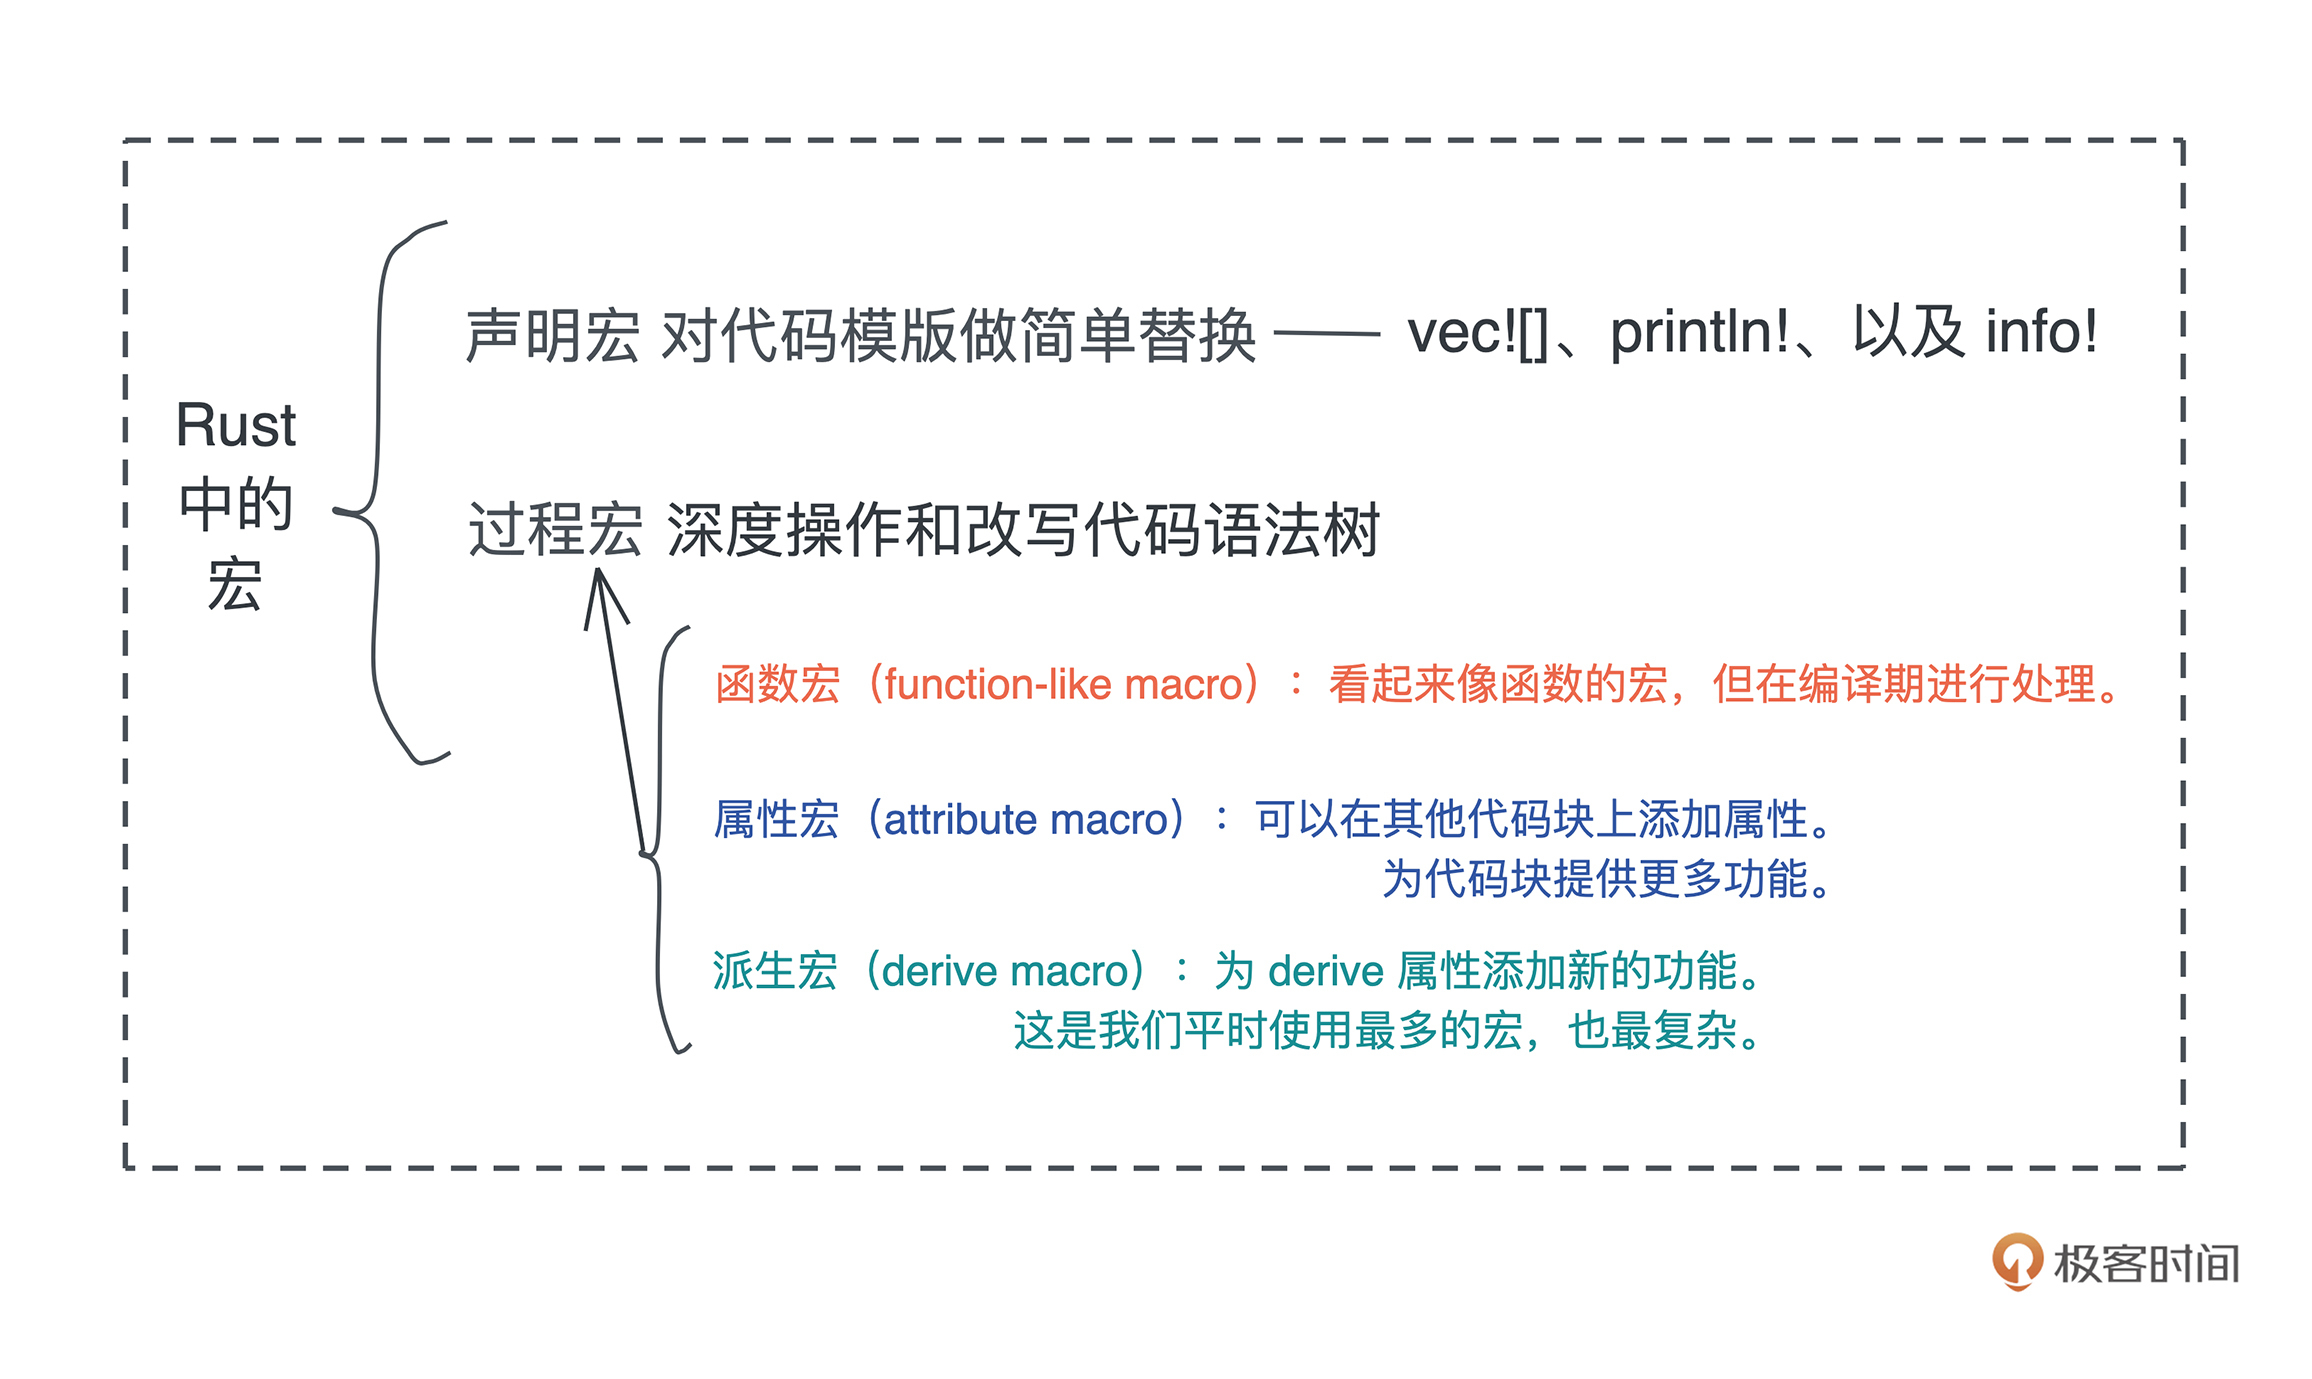 Rust
中的
宏
声明宏 对代码模版做简单替换 vec![]、println!、以及 info!
过程宏 深度操作和改写代码语法树
函数宏（function-like macro）：看起来像函数的宏，但在编译期进行处理。
属性宏（attribute macro）：可以在其他代码块上添加属性。
为代码块提供更多功能。
派生宏（derive macro）：为 derive 属性添加新的功能。
这是我们平时使用最多的宏，也最复杂。
极客时间